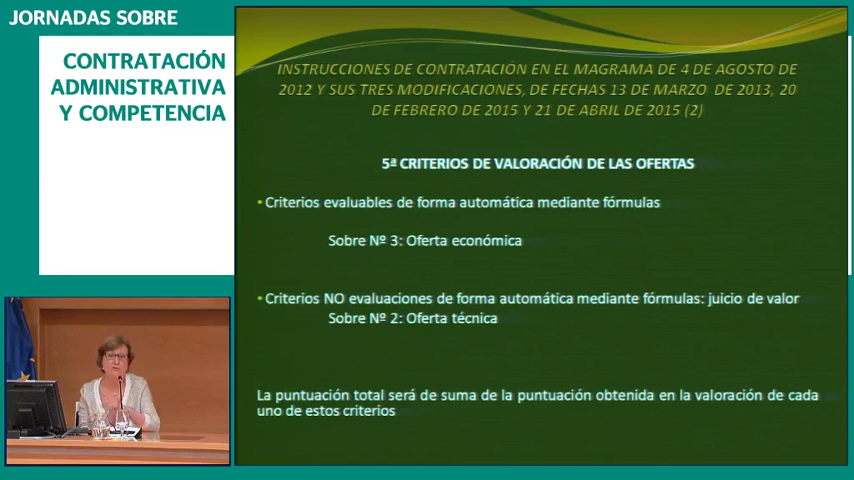 JORNADAS SOBRE
CONTRATACIÓN
ADMINISTRATIVA
Y COMPETENCIA
INSTRUCCIONES DE CONTRATACIÓN EN EL MAGRAMA DE 4 DE AGOSTO DE
2012 Y SUS TRES MODIFICACIONES, DE FECHAS 13 DE MARZO DE 2013, 20
DE FEBRERO DE 2015 Y 21 DE ABRIL DE 2015 (2)
5ª CRITERIOS DE VALORACIÓN DE LAS OFERTAS
• Criterios evaluables de forma automática mediante fórmulas
Sobre Nº 3: Oferta económica
• Criterios NO evaluaciones de forma automática mediante fórmulas: juicio de valor
Sobre Nº 2: Oferta técnica
La puntuación total será de suma de la puntuación obtenida en la valoración de cada
uno de estos criterios